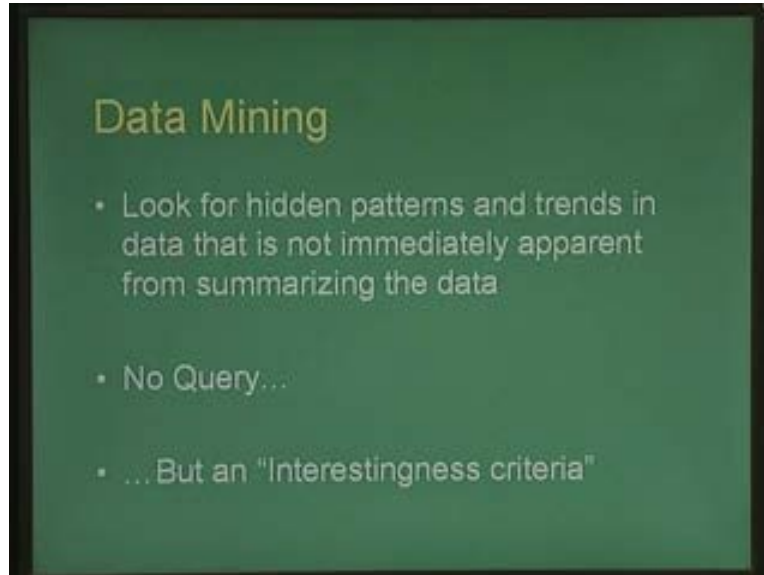 Data Mining
• Look for hidden patterns and trends in
data that is not immediately apparent
from summarizing the data
• No Query…
• …But an "Interestingness criteria"